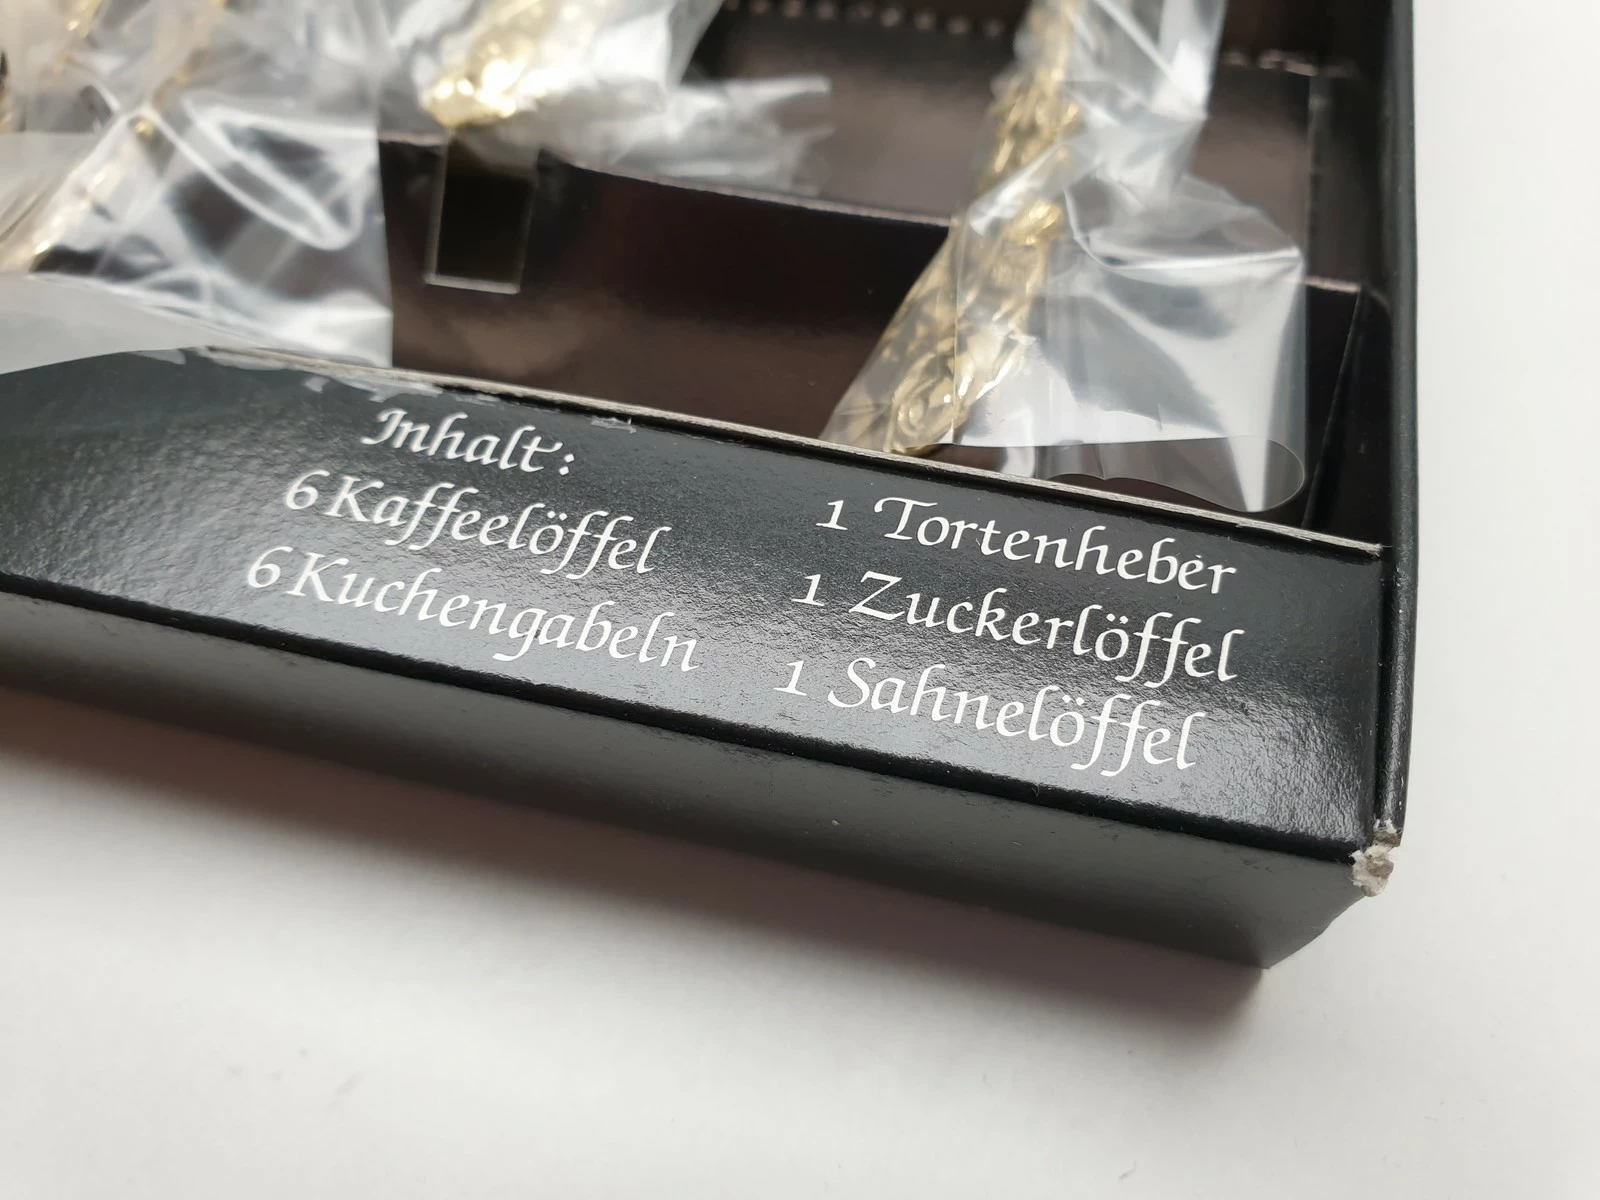 Inhalt:
6 Kaffeelöffel
6 Kuchengabeln
1 Tortenheber
1 Zuckerlöffel
1 Sahnelöffel